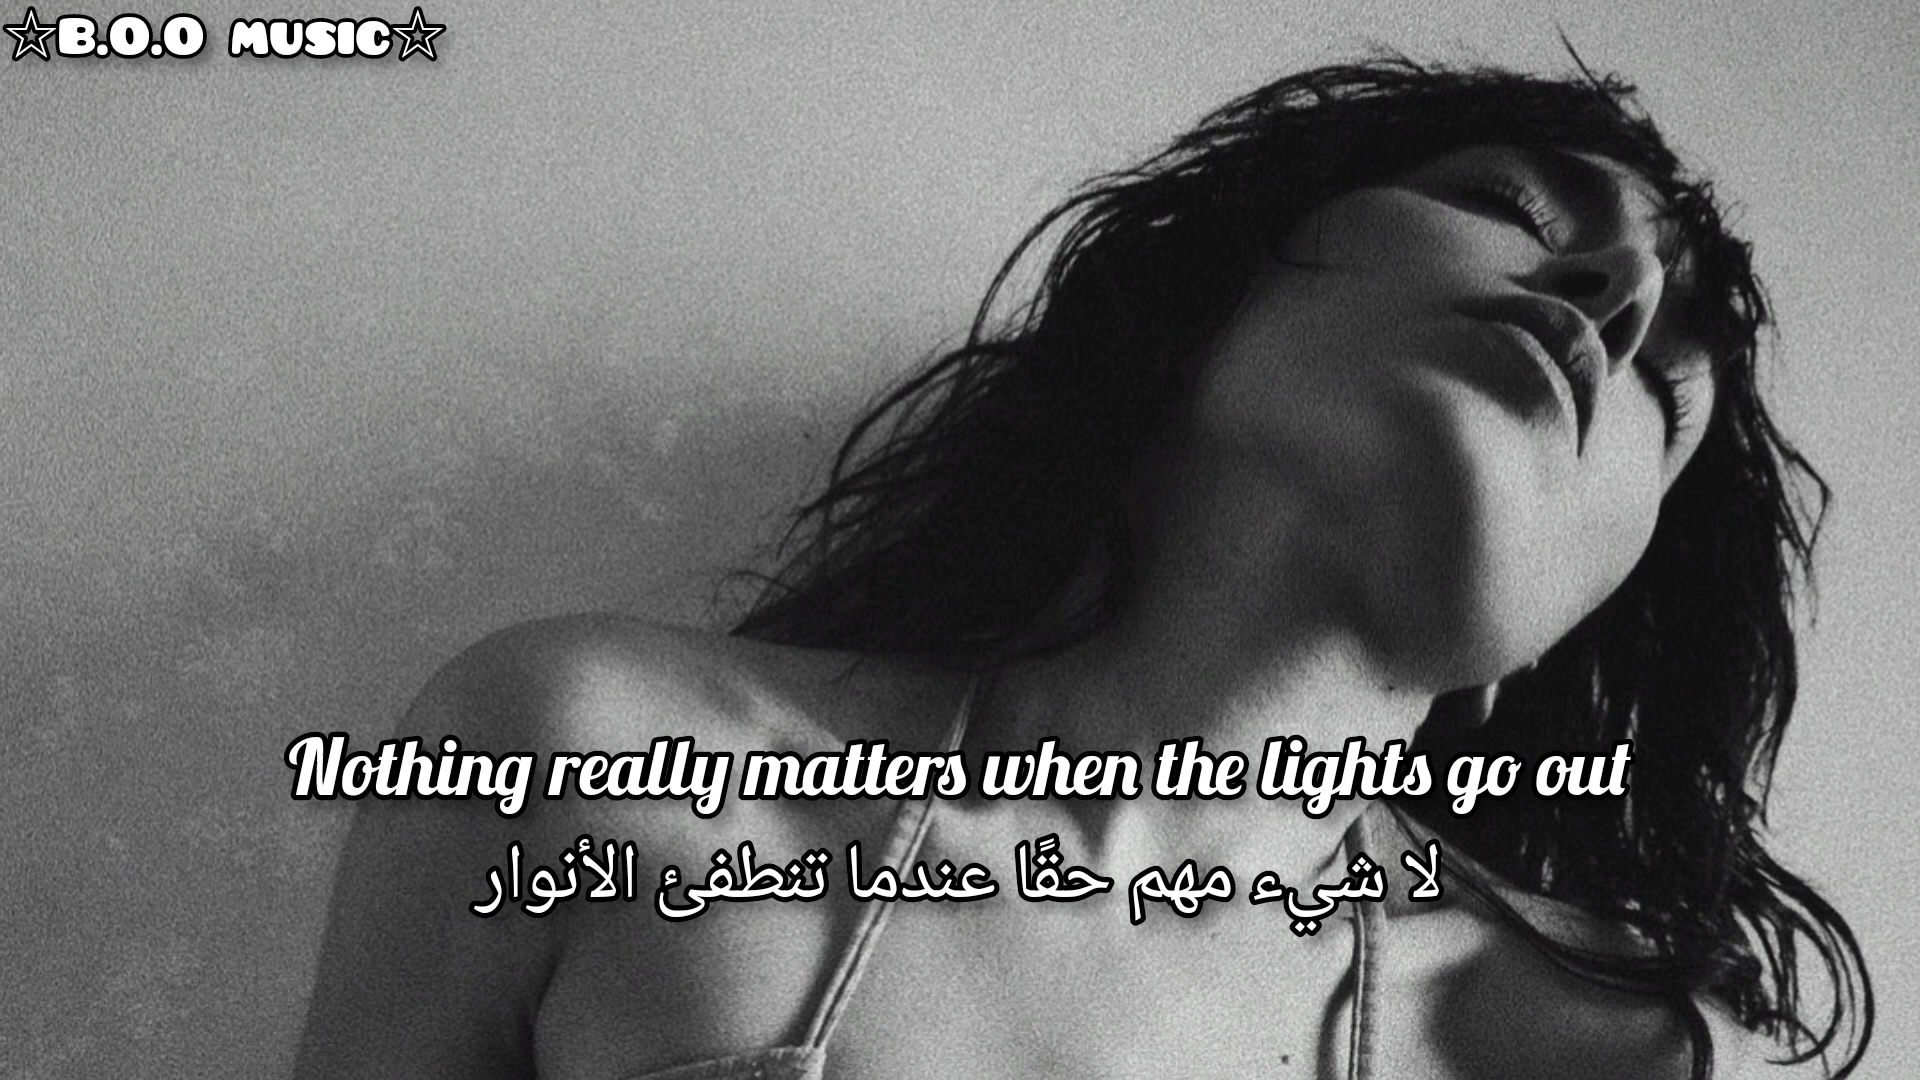 ☆B.O.O MUSIC☆
Nothing really matters when the lights go out
لا شيء مهم حقًا عندما تنطفئ الأنوار